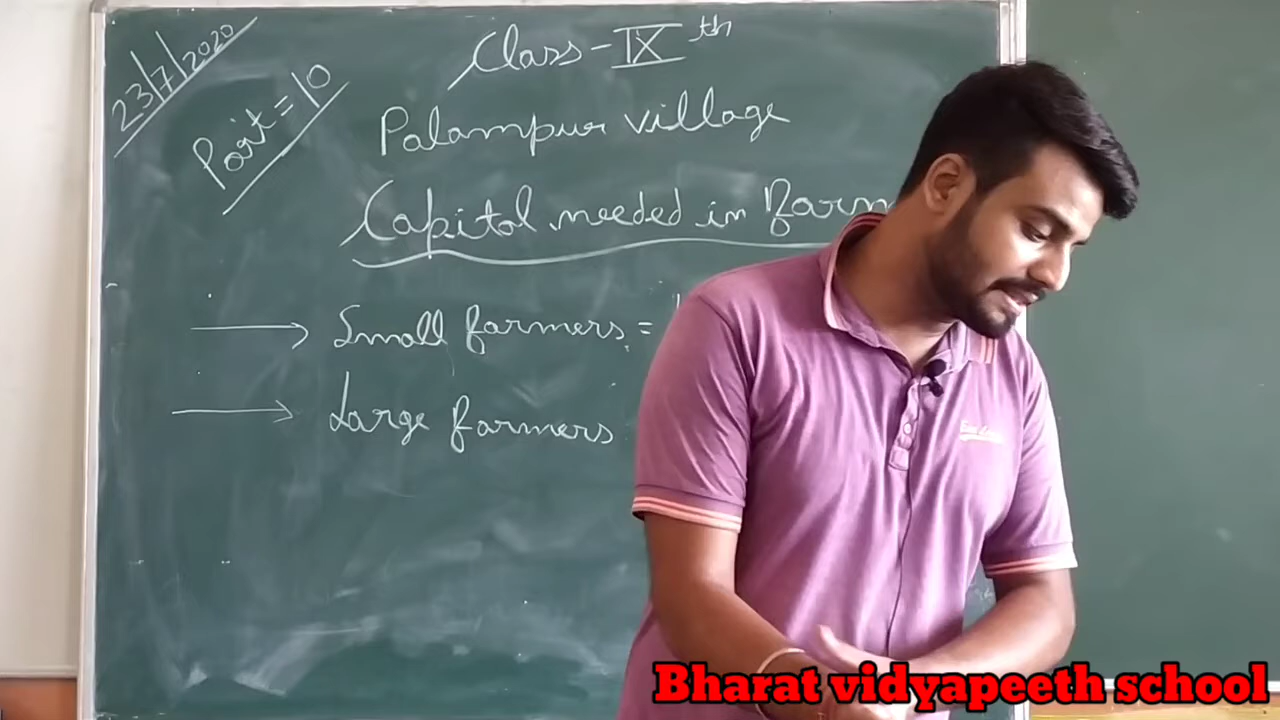 23/7/2020
Part = 10
Class - IX th
Palampur village
Capital needed in Farm
→ Small farmers =
→ Large farmers
Bharat vidyapeeth school